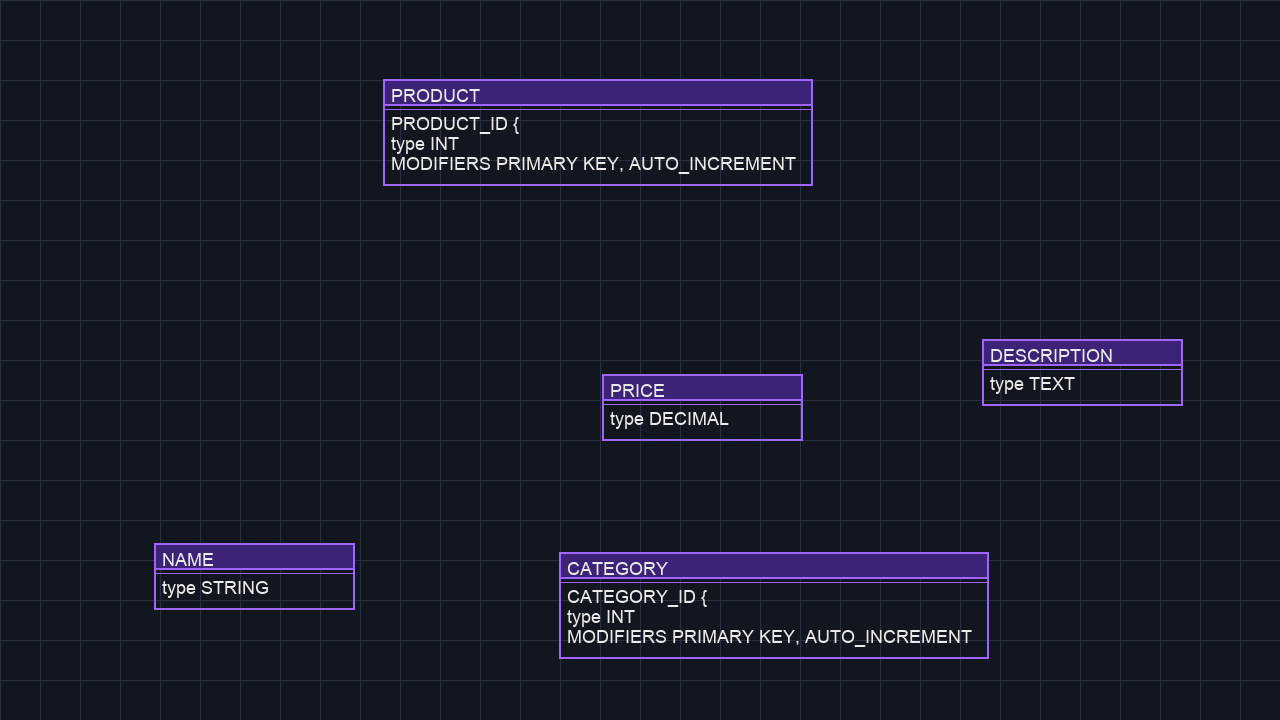 PRODUCT
PRODUCT_ID {
type INT
MODIFIERS PRIMARY KEY, AUTO_INCREMENT
DESCRIPTION
type TEXT
PRICE
type DECIMAL
NAME
type STRING
CATEGORY
CATEGORY_ID {
type INT
MODIFIERS PRIMARY KEY, AUTO_INCREMENT